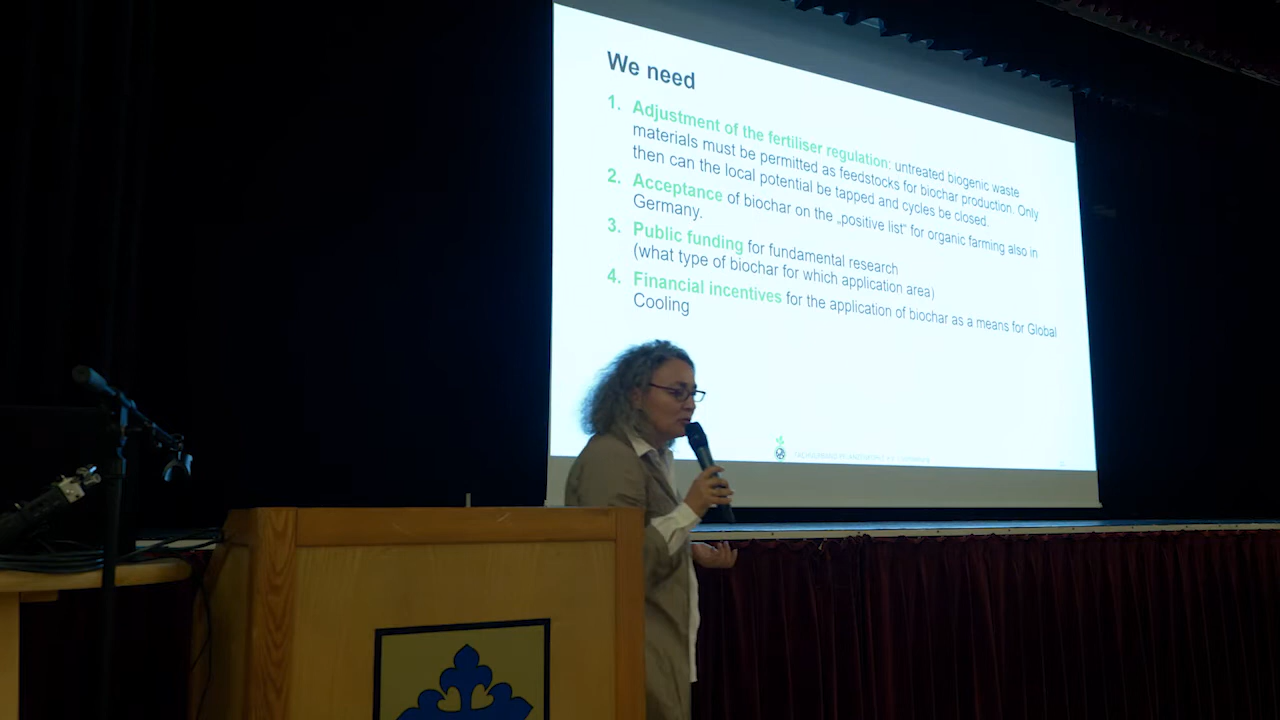 We need
1. Adjustment of the fertiliser regulation: untreated biogenic waste
materials must be permitted as feedstocks for biochar production. Only
then can the local potential be tapped and cycles be closed.
2. Acceptance of biochar on the „positive list“ for organic farming also in
Germany.
3. Public funding for fundamental research
(what type of biochar for which application area)
4. Financial incentives for the application of biochar as a means for Global
Cooling